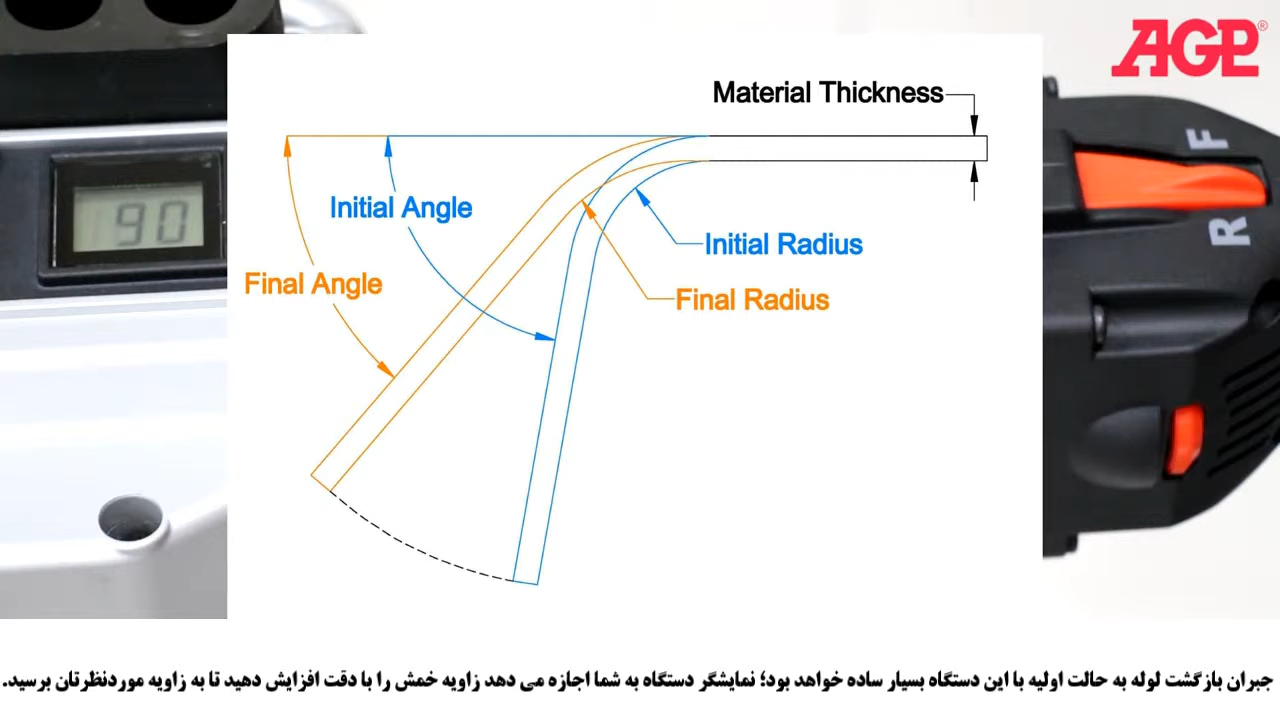 AGP®
Material Thickness
F
Initial Angle
90
R
Initial Radius
Final Angle
Final Radius
جبران بازگشت لوله به حالت اولیه با این دستگاه بسیار ساده خواهد بود؛ نمایشگر دستگاه به شما اجازه می دهد زاویه خمش را با دقت افزایش دهید تا به زاویه موردنظرتان برسید.